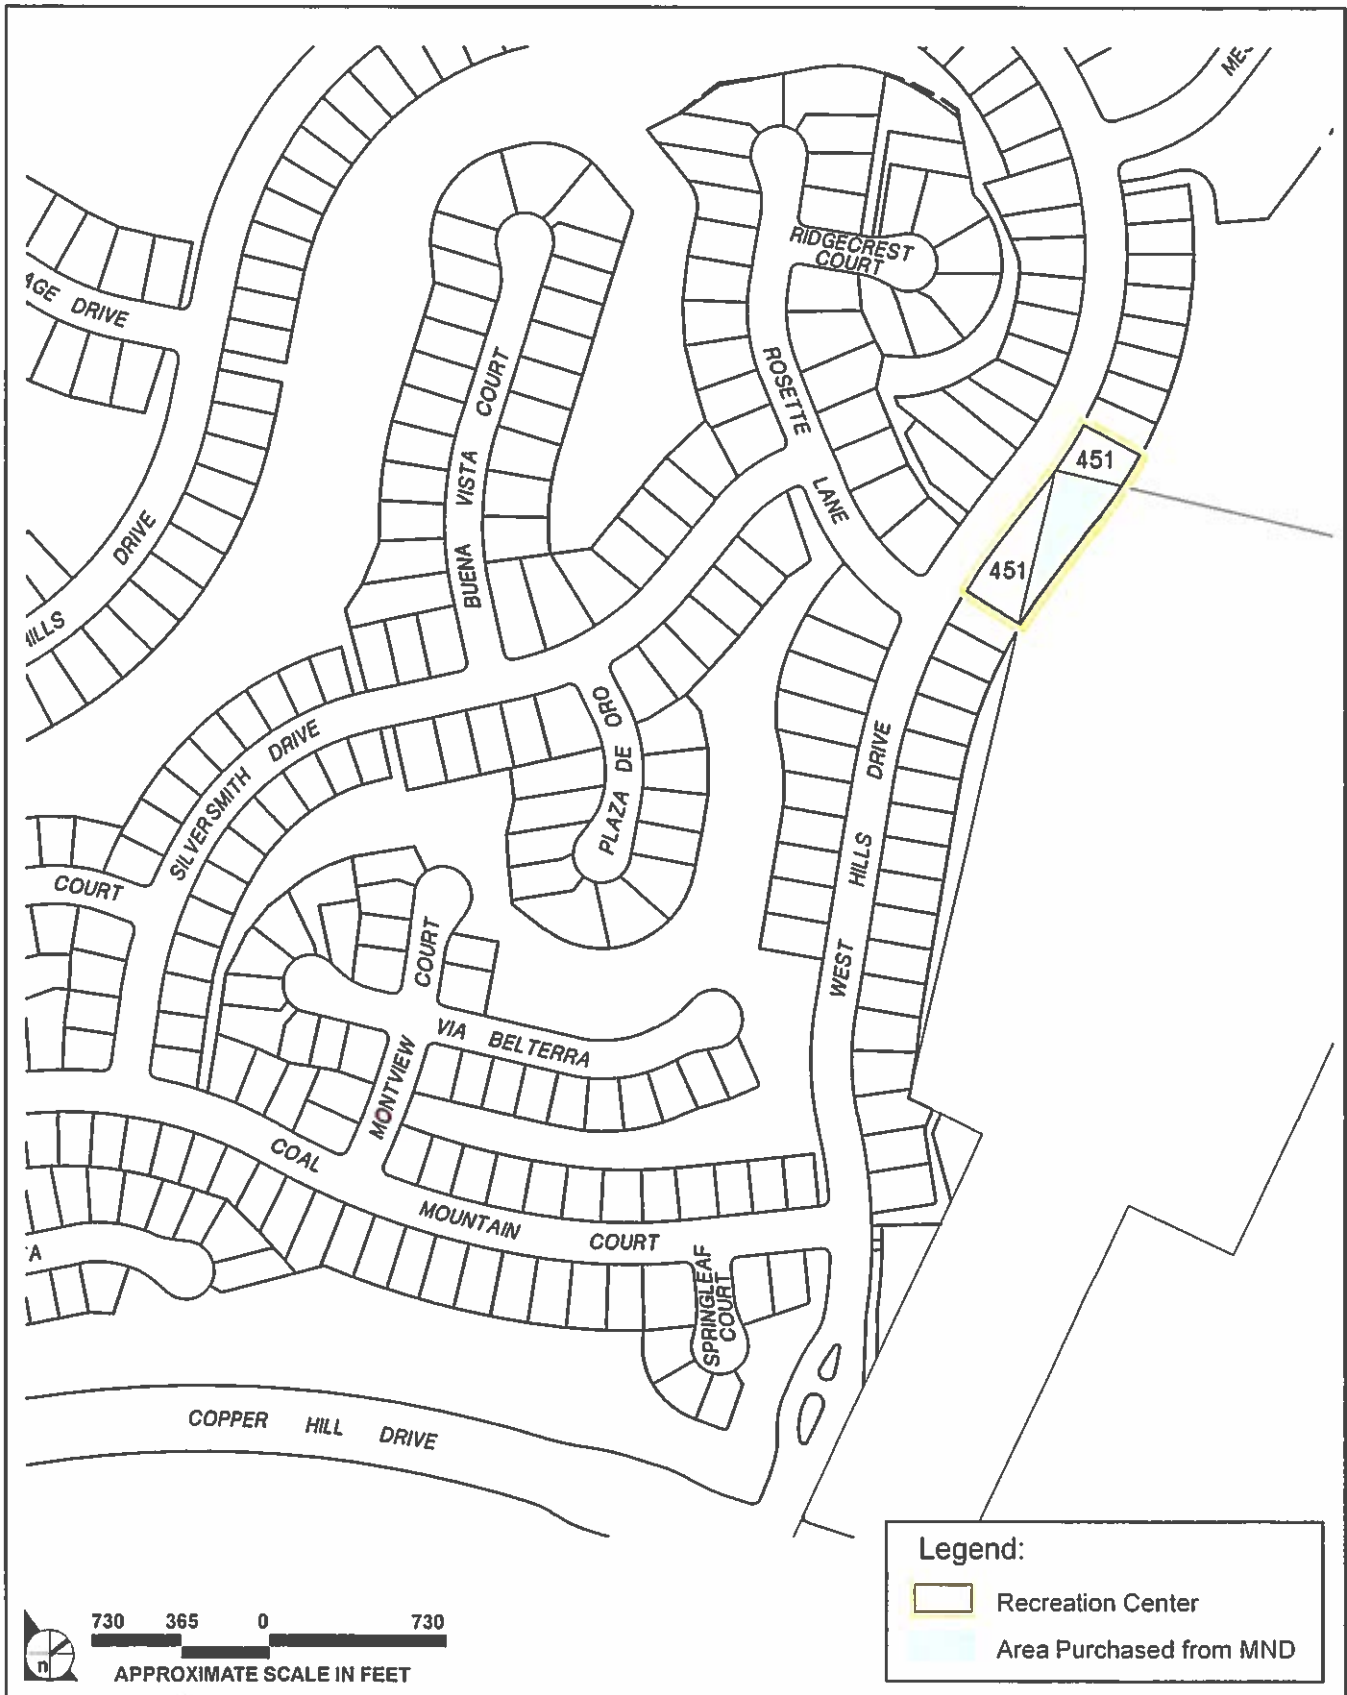 ME
RIDGECREST
COURT
AGE DRIVE
ROSETTE
LANE
BUENA VISTA COURT
451
451
DRIVE
HILLS
PLAZA DE ORO
SILVERSMITH DRIVE
WEST HILLS DRIVE
COURT
COURT
VIA BELTERRA
MONTVIEW
COAL
MOUNTAIN COURT
A
SPRINGLEAF
COURT
COPPER HILL DRIVE
Legend:
Recreation Center
Area Purchased from MND
730 365 0 730
n
APPROXIMATE SCALE IN FEET